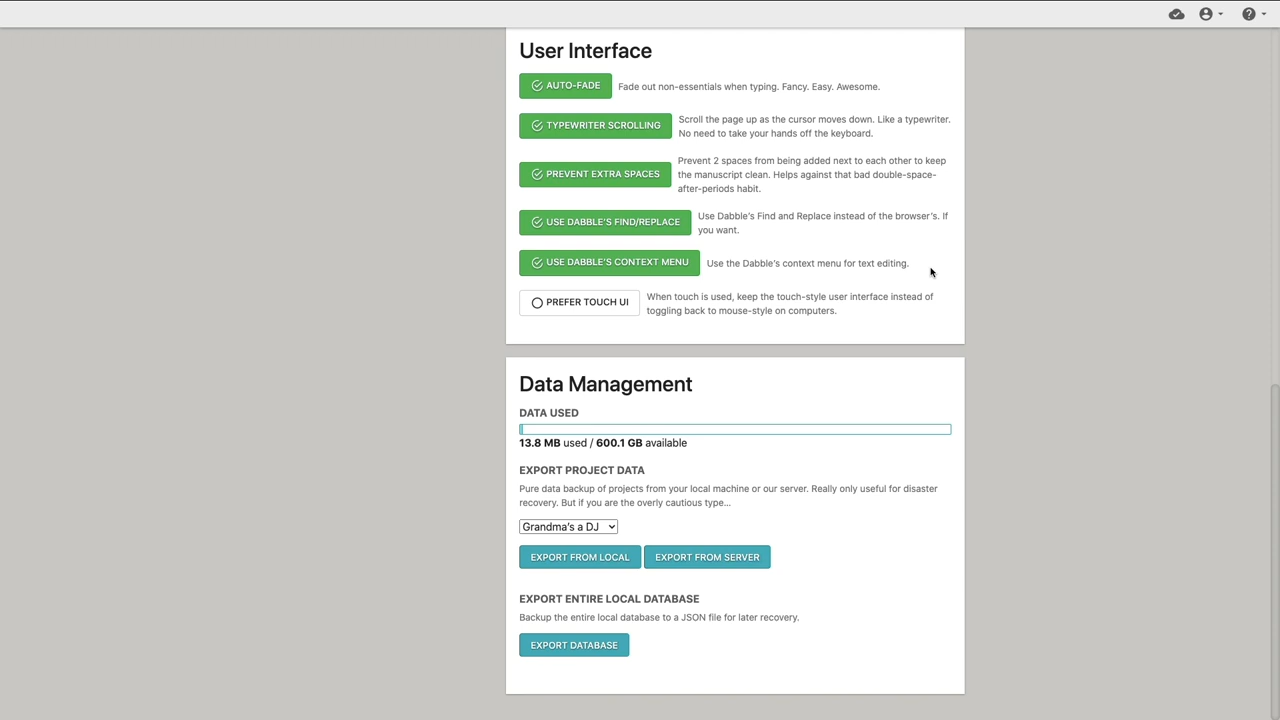 User Interface
AUTO-FADE
Fade out non-essentials when typing. Fancy. Easy. Awesome.
TYPEWRITER SCROLLING
Scroll the page up as the cursor moves down. Like a typewriter.
No need to take your hands off the keyboard.
PREVENT EXTRA SPACES
Prevent 2 spaces from being added next to each other to keep
the manuscript clean. Helps against that bad double-space-
after-periods habit.
USE DABBLE'S FIND/REPLACE
Use Dabble's Find and Replace instead of the browser's. If
you want.
USE DABBLE'S CONTEXT MENU
Use the Dabble's context menu for text editing.
PREFER TOUCH UI
When touch is used, keep the touch-style user interface instead of
toggling back to mouse-style on computers.
Data Management
DATA USED
13.8 MB used / 600.1 GB available
EXPORT PROJECT DATA
Pure data backup of projects from your local machine or our server. Really only useful for disaster
recovery. But if you are the overly cautious type...
Grandma's a DJ
EXPORT FROM LOCAL EXPORT FROM SERVER
EXPORT ENTIRE LOCAL DATABASE
Backup the entire local database to a JSON file for later recovery.
EXPORT DATABASE